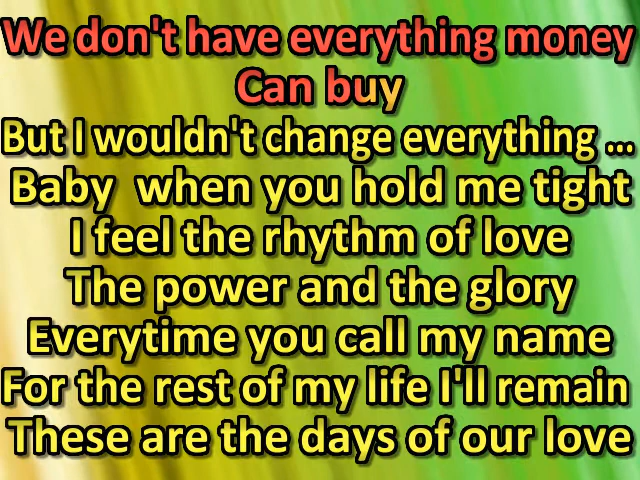 We don't have everything money
Can buy
But I wouldn't change everything ...
Baby  when you hold me tight
I feel the rhythm of love
The power and the glory
Everytime you call my name
For the rest of my life I'll remain
These are the days of our love